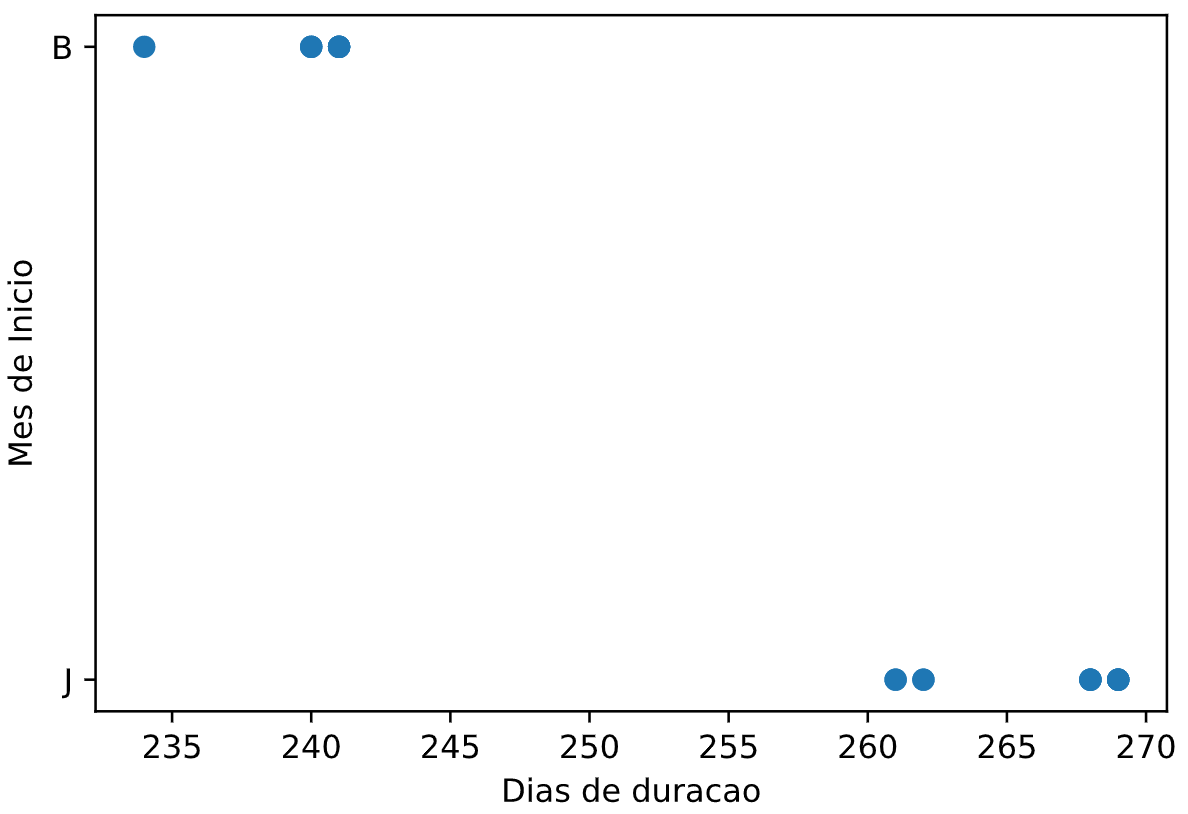 B
Mes de Inicio
J
235 240 245 250 255 260 265 270
Dias de duracao